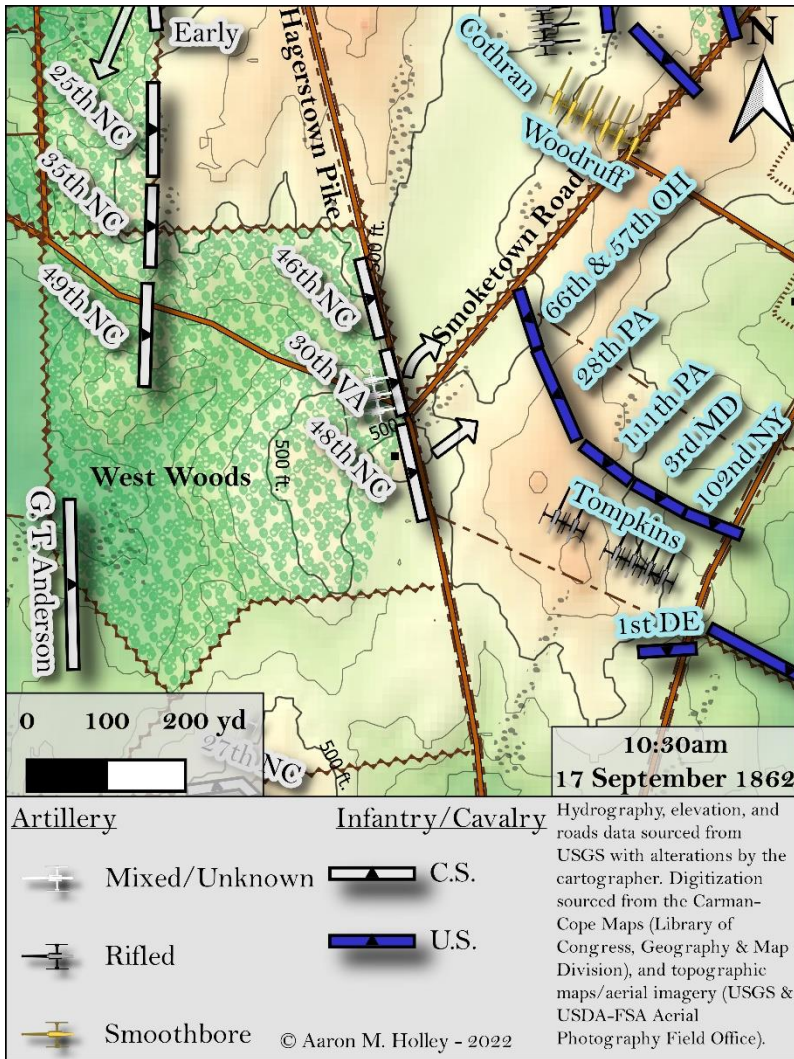 Early
N
25th NC
Hagerstown Pike
Cothran
Woodruff
35th NC
Smoketown Road
66th & 57th OH
49th NC
46th NC
500 ft.
28th PA
30th VA
111th PA
3rd MD
102nd NY
500
48th NC
West Woods
500 ft.
Tompkins
G. T. Anderson
1st DE
0 100 200 yd
27th NC
500 ft.
10:30am
17 September 1862
Artillery
Mixed/Unknown
Rifled
Smoothbore
Infantry/Cavalry
C.S.
U.S.
© Aaron M. Holley - 2022
Hydrography, elevation, and
roads data sourced from
USGS with alterations by the
cartographer. Digitization
sourced from the Carman-
Cope Maps (Library of
Congress, Geography & Map
Division), and topographic
maps/aerial imagery (USGS &
USDA-FSA Aerial
Photography Field Office).